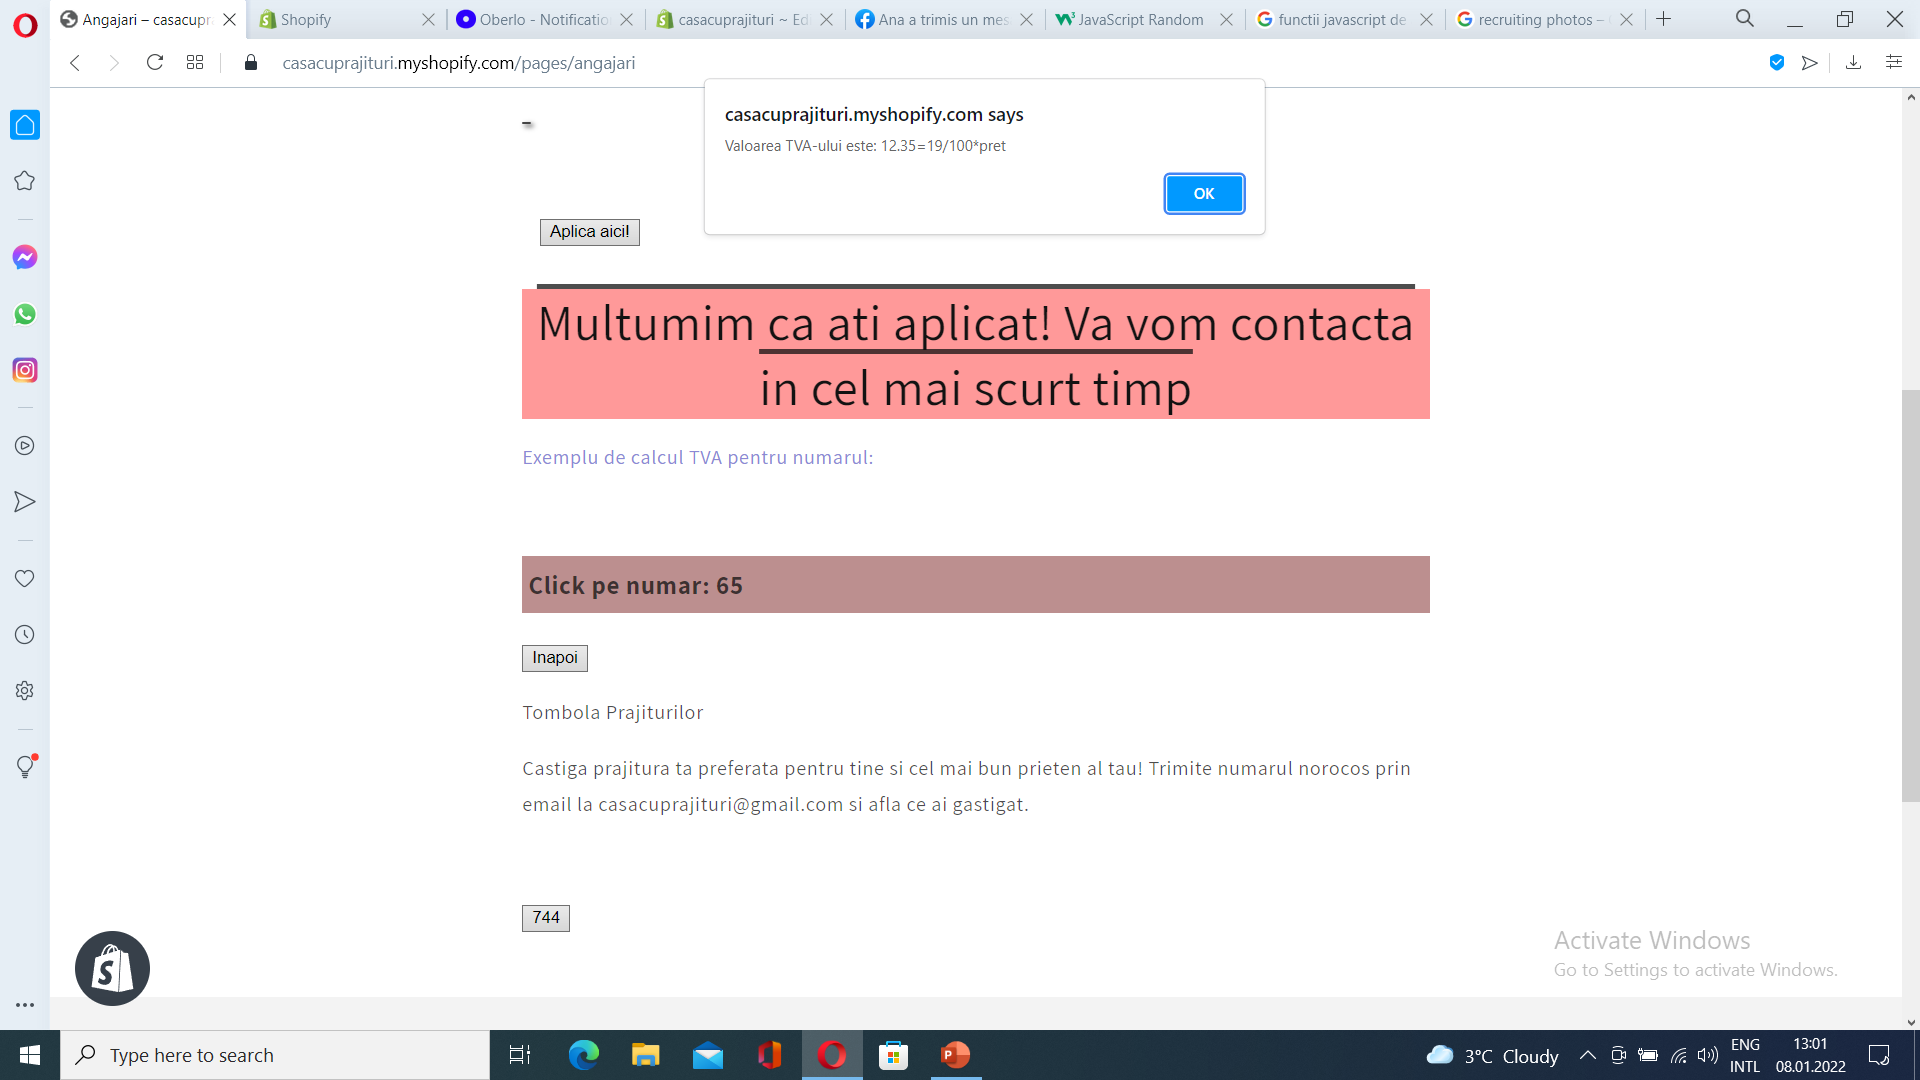 Angajari – casacupr
Shopify
Oberlo - Notificatio
casacuprajituri ~ Ed
Ana a trimis un mes
JavaScript Random
functii javascript de
recruiting photos –
casacuprajituri.myshopify.com/pages/angajari
casacuprajituri.myshopify.com says
Valoarea TVA-ului este: 12.35=19/100*pret
OK
Aplica aici!
Multumim ca ati aplicat! Va vom contacta
in cel mai scurt timp
Exemplu de calcul TVA pentru numarul:
Click pe numar: 65
Inapoi
Tombola Prajiturilor
Castiga prajitura ta preferata pentru tine si cel mai bun prieten al tau! Trimite numarul norocos prin
email la casacuprajituri@gmail.com si afla ce ai gastigat.
744
Activate Windows
Go to Settings to activate Windows.
Type here to search
3°C Cloudy
ENG
INTL
13:01
08.01.2022